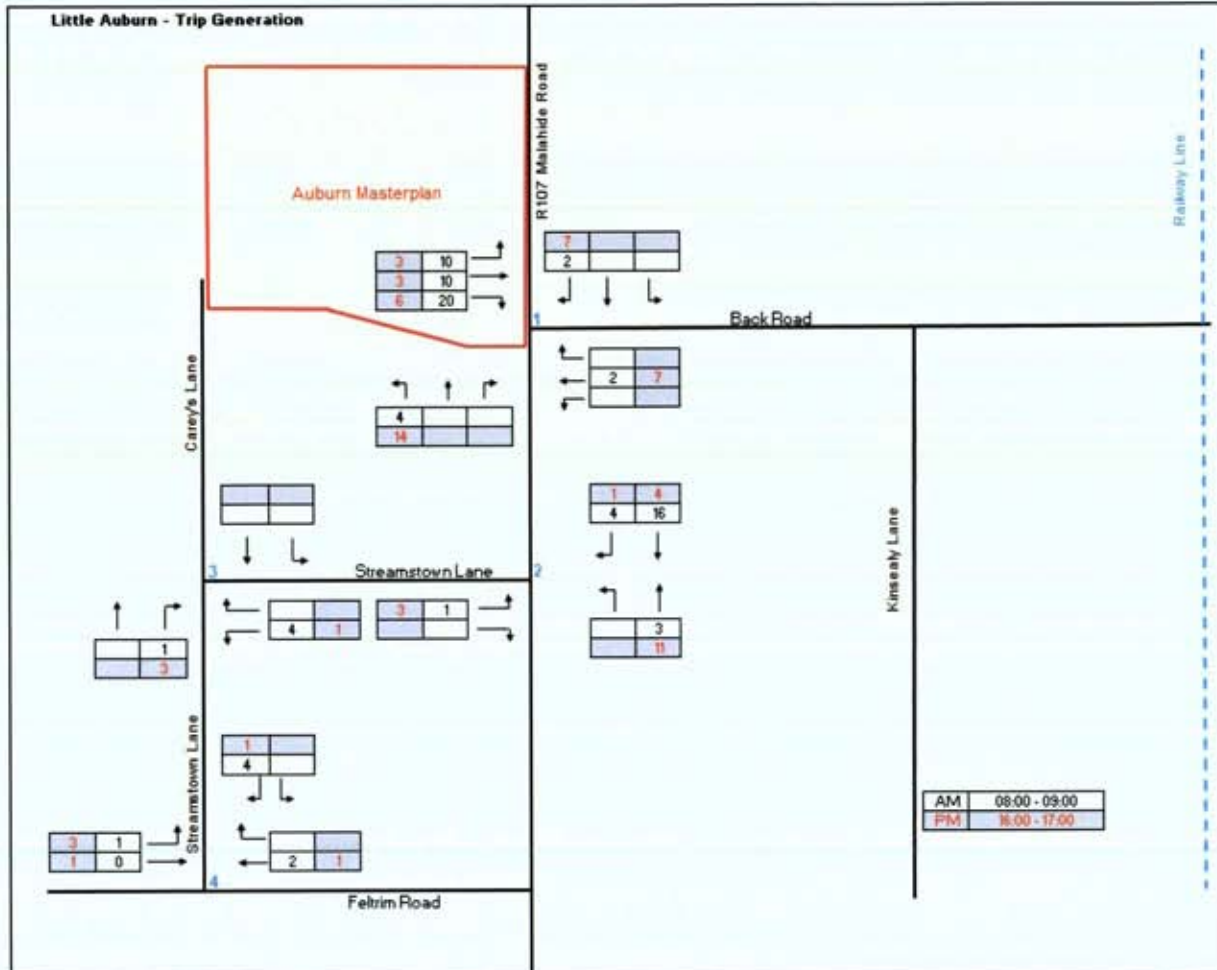 Little Auburn - Trip Generation
R107 Malahide Road
Railway Line
Auburn Masterplan
3 10
3 10
6 20
7
2
1
Back Road
Carey's Lane
2 7
4
14
1 4
4 16
Kinsealy Lane
3
Streamstown Lane
2
4 1
3 1
3
11
1
3
Streamstown Lane
1
4
AM 08:00 - 09:00
PM 16:00 - 17:00
3 1
1 0
2 1
4
Feltrim Road